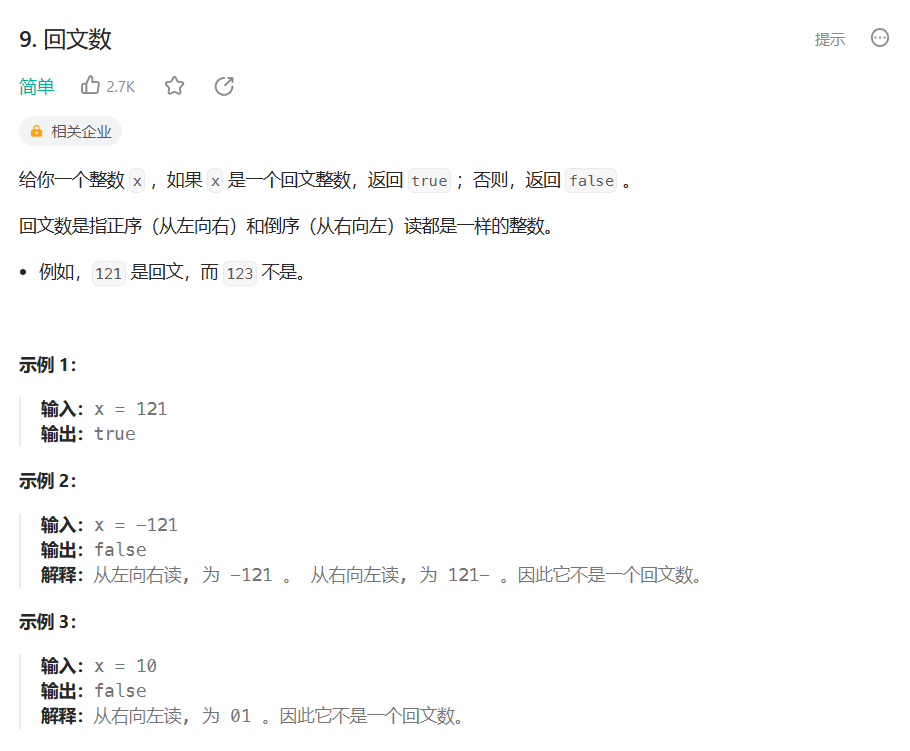 9. 回文数
提示
简单 2.7K
相关企业
给你一个整数 x ，如果 x 是一个回文整数，返回 true ；否则，返回 false 。
回文数是指正序（从左向右）和倒序（从右向左）读都是一样的整数。
• 例如，121 是回文，而 123 不是。
示例 1：
输入：x = 121
输出：true
示例 2：
输入：x = -121
输出：false
解释：从左向右读, 为 -121 。 从右向左读, 为 121- 。因此它不是一个回文数。
示例 3：
输入：x = 10
输出：false
解释：从右向左读, 为 01 。因此它不是一个回文数。